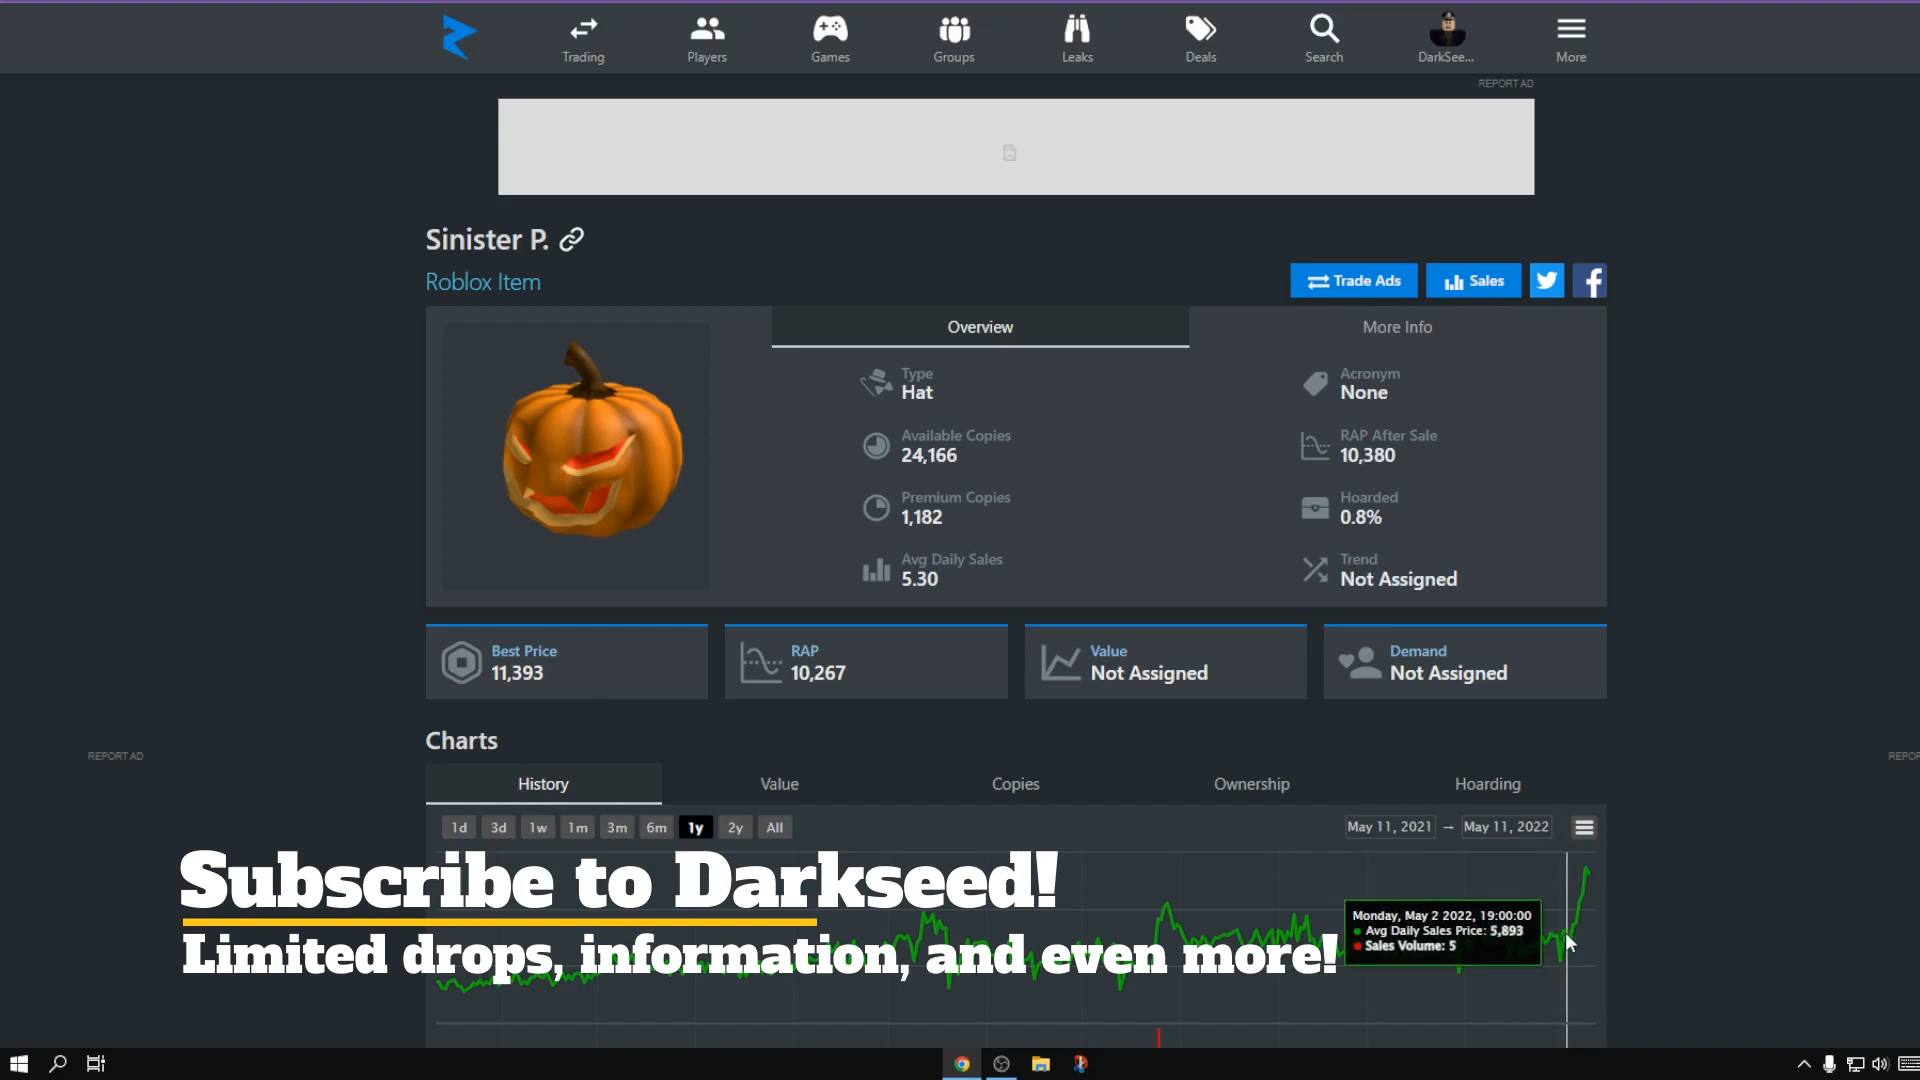 Trading
Players
Games
Groups
Leaks
Deals
Search
DarkSee...
More
REPORT AD
Sinister P.
Roblox Item
Trade Ads
Sales
Overview
More Info
Type
Hat
Acronym
None
Available Copies
24,166
RAP After Sale
10,380
Premium Copies
1,182
Hoarded
0.8%
Avg Daily Sales
5.30
Trend
Not Assigned
Best Price
11,393
RAP
10,267
Value
Not Assigned
Demand
Not Assigned
Charts
REPORT AD
REPOR
History
Value
Copies
Ownership
Hoarding
1d 3d 1w 1m 3m 6m 1y 2y All
May 11, 2021 → May 11, 2022
Subscribe to Darkseed!
Limited drops, information, and even more!
Monday, May 2 2022, 19:00:00
Avg Daily Sales Price: 5,893
Sales Volume: 5